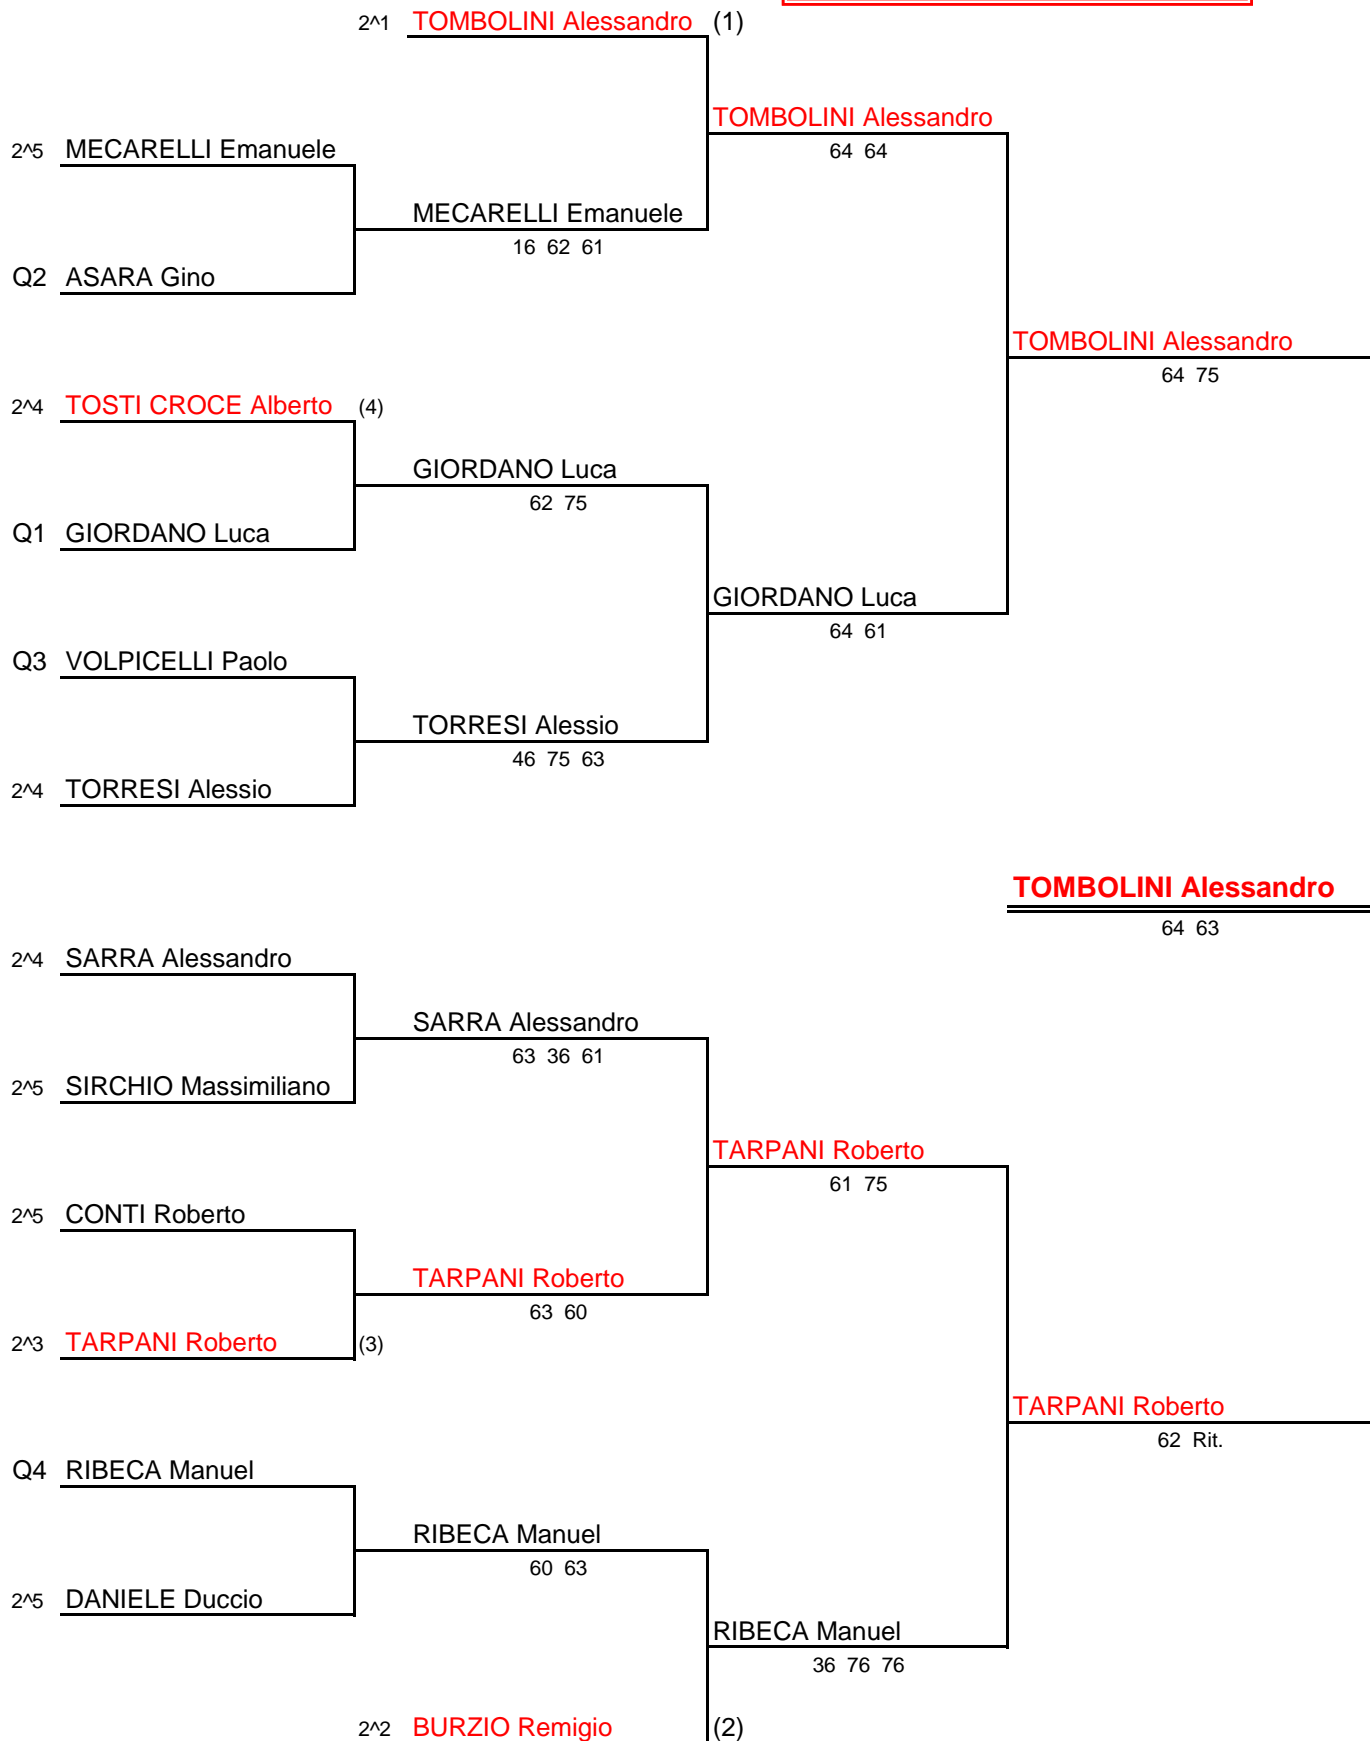 2^1 TOMBOLINI Alessandro (1)
TOMBOLINI Alessandro
64 64
2^5 MECARELLI Emanuele
MECARELLI Emanuele
16 62 61
Q2 ASARA Gino
TOMBOLINI Alessandro
64 75
2^4 TOSTI CROCE Alberto (4)
GIORDANO Luca
62 75
Q1 GIORDANO Luca
GIORDANO Luca
64 61
Q3 VOLPICELLI Paolo
TORRESI Alessio
46 75 63
2^4 TORRESI Alessio
TOMBOLINI Alessandro
64 63
2^4 SARRA Alessandro
SARRA Alessandro
63 36 61
2^5 SIRCHIO Massimiliano
TARPANI Roberto
61 75
2^5 CONTI Roberto
TARPANI Roberto
63 60
2^3 TARPANI Roberto (3)
TARPANI Roberto
62 Rit.
Q4 RIBECA Manuel
RIBECA Manuel
60 63
2^5 DANIELE Duccio
RIBECA Manuel
36 76 76
2^2 BURZIO Remigio (2)